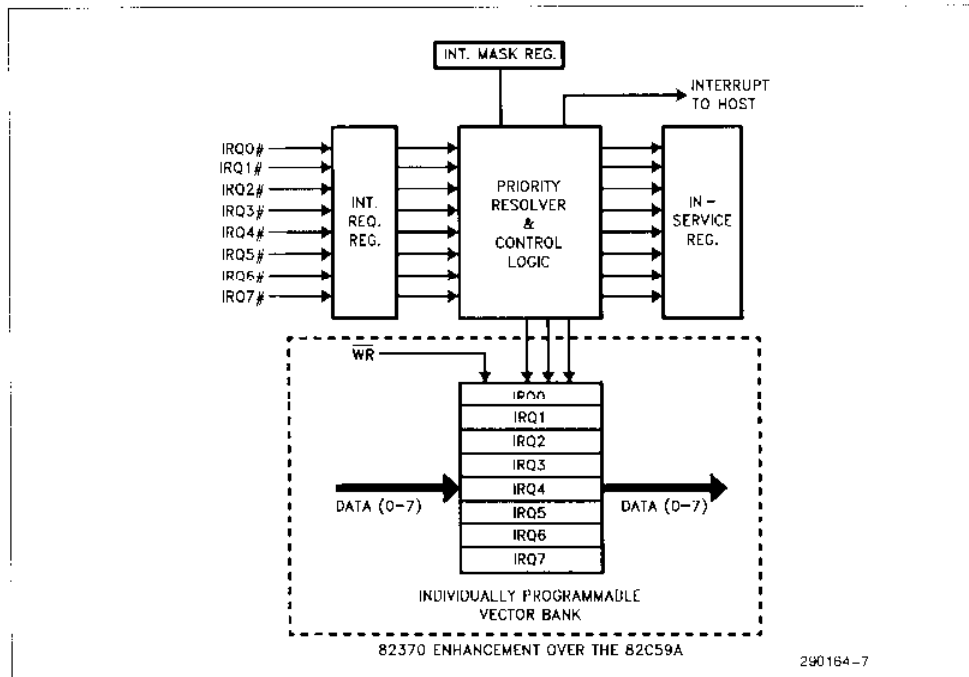 INT. MASK REG.
INTERRUPT
TO HOST
IRQ0#
IRQ1#
IRQ2#
IRQ3#
IRQ4#
IRQ5#
IRQ6#
IRQ7#
INT.
REQ.
REG.
PRIORITY
RESOLVER
&
CONTROL
LOGIC
IN -
SERVICE
REG.
WR
IRQ0
IRQ1
IRQ2
IRQ3
IRQ4
IRQ5
IRQ6
IRQ7
DATA (0-7)
DATA (0-7)
INDIVIDUALLY PROGRAMMABLE
VECTOR BANK
82370 ENHANCEMENT OVER THE 82C59A
290164-7